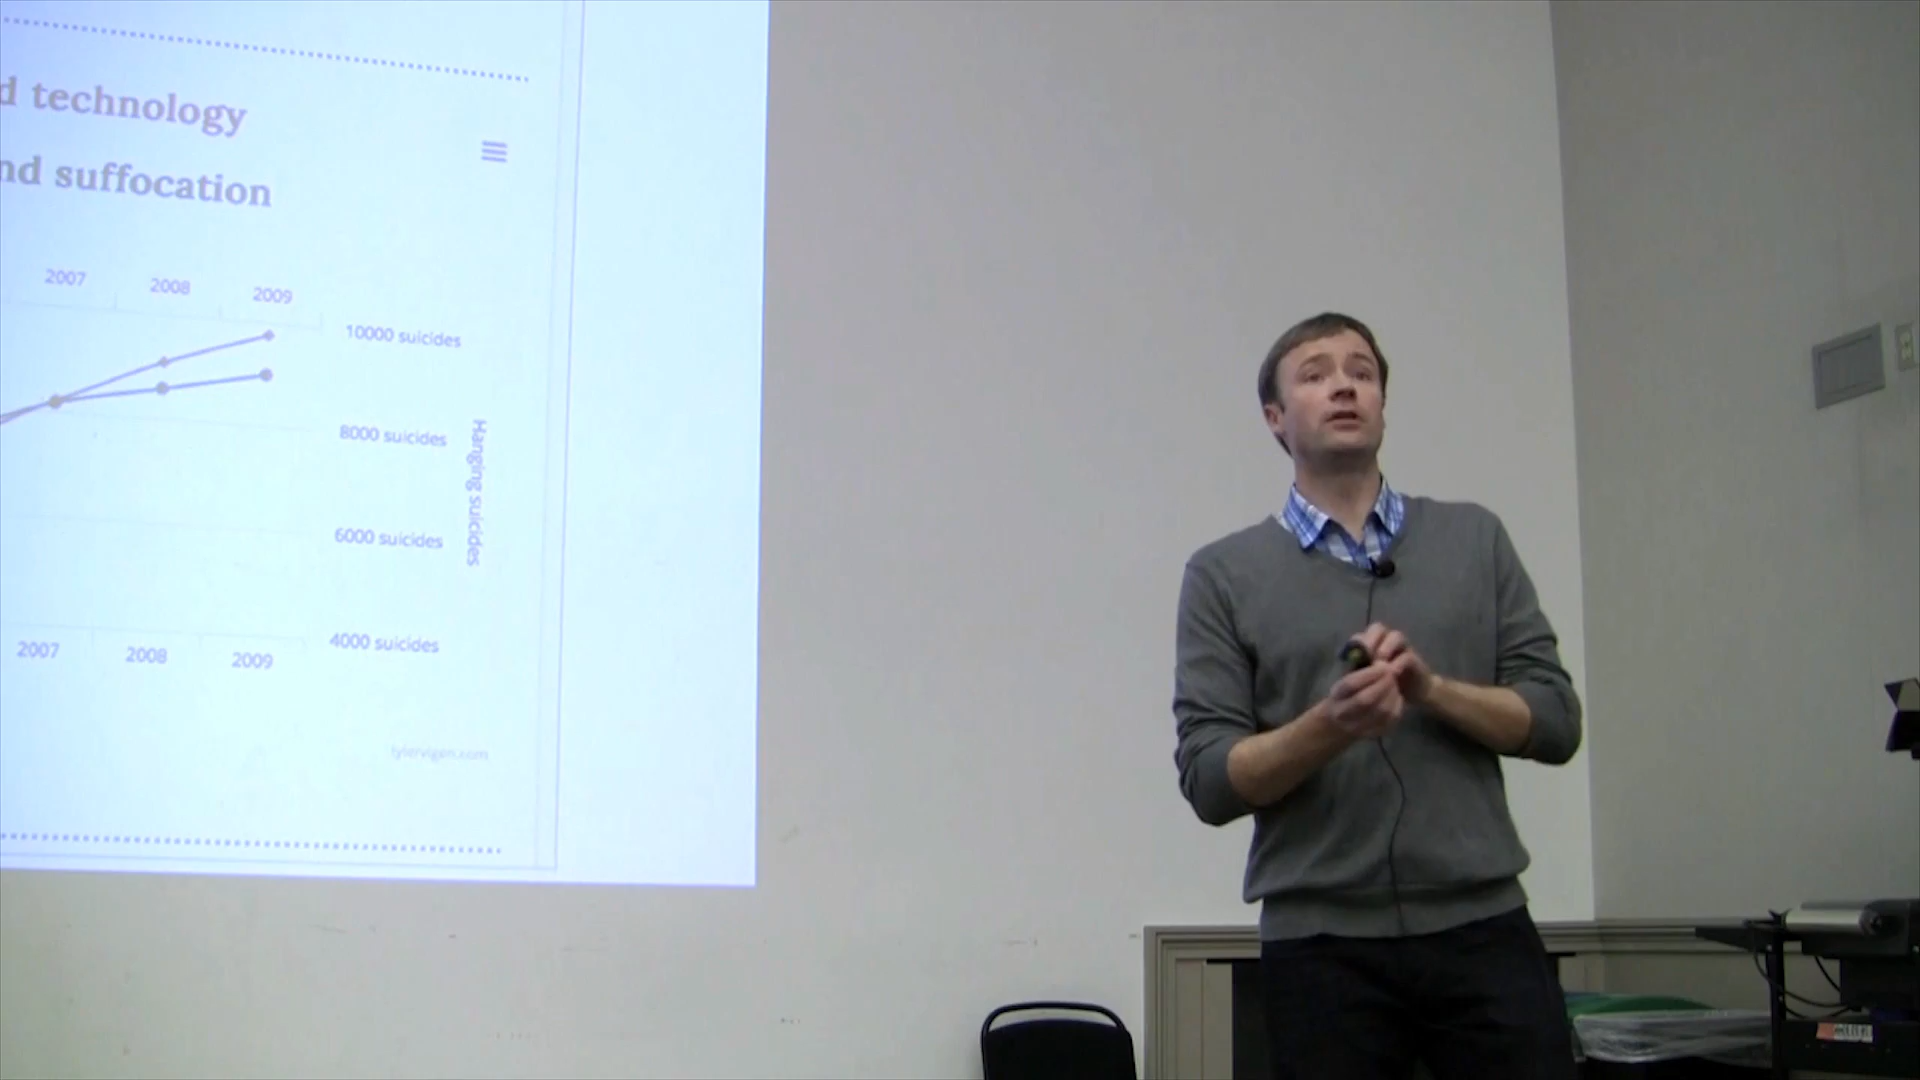 d technology
nd suffocation
2007 2008 2009
10000 suicides
8000 suicides
6000 suicides
4000 suicides
Hanging suicides
2007 2008 2009
tylervigen.com